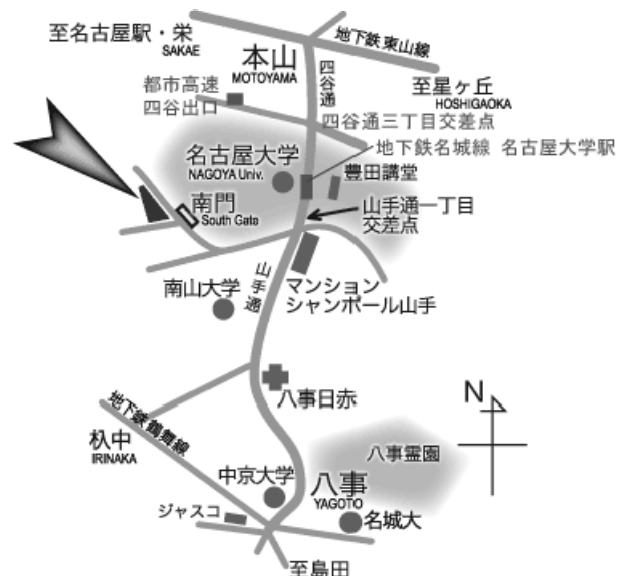 至名古屋駅・栄
SAKAE
地下鉄東山線
本山
MOTOYAMA
四谷通
至星ヶ丘
HOSHIGAOKA
都市高速
四谷出口
四谷通三丁目交差点
地下鉄名城線 名古屋大学駅
名古屋大学
NAGOYA Univ.
豊田講堂
南門
South Gate
山手通一丁目
交差点
山手通
南山大学
マンション
シャンボール山手
八事日赤
地下鉄鶴舞線
杁中
IRINAKA
八事霊園
中京大学
八事
YAGOTO
ジャスコ
名城大
至島田
N